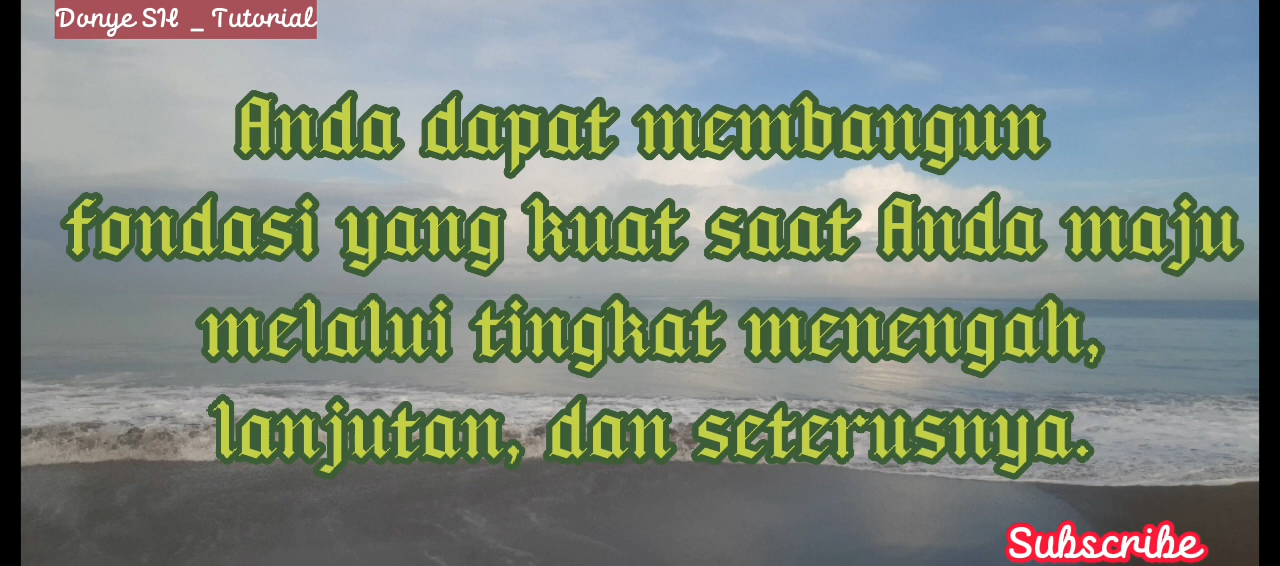 Donye SH _ Tutorial
Anda dapat membangun
fondasi yang kuat saat Anda maju
melalui tingkat menengah,
lanjutan, dan seterusnya.
Subscribe